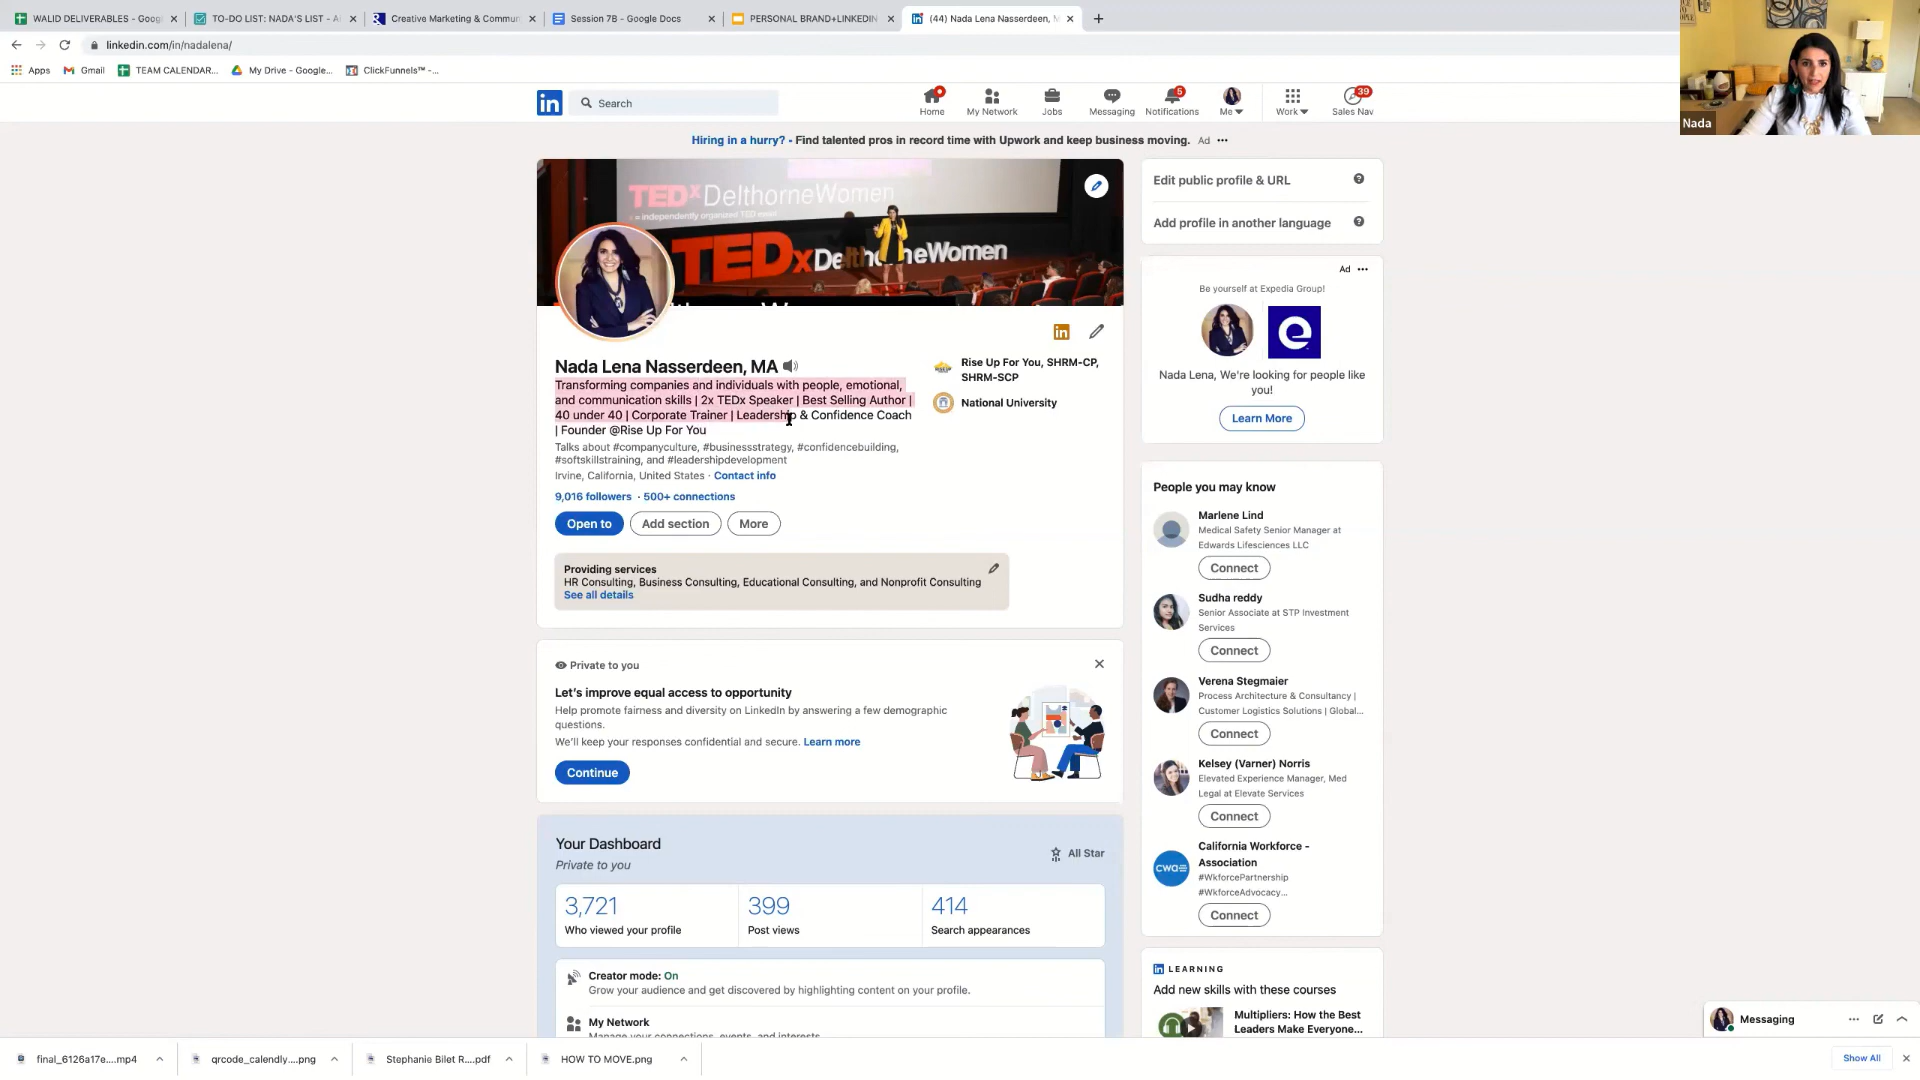 WALID DELIVERABLES - Goog
TO-DO LIST: NADA'S LIST - A
Creative Marketing & Commun
Session 7B - Google Docs
PERSONAL BRAND+LINKEDIN
(44) Nada Lena Nasserdeen, M
linkedin.com/in/nadalena/
Apps
Gmail
TEAM CALENDAR...
My Drive - Google...
ClickFunnels™ -...
Nada
in
Search
Home
My Network
Jobs
Messaging
5
Notifications
Me
Work
39
Sales Nav
Hiring in a hurry? - Find talented pros in record time with Upwork and keep business moving. Ad
TEDx DelthorneWomen
= independently organized TED event
Nada Lena Nasserdeen, MA
Transforming companies and individuals with people, emotional,
and communication skills | 2x TEDx Speaker | Best Selling Author |
40 under 40 | Corporate Trainer | Leadership & Confidence Coach
| Founder @Rise Up For You
Talks about #companyculture, #businessstrategy, #confidencebuilding,
#softskillstraining, and #leadershipdevelopment
Irvine, California, United States · Contact info
9,016 followers · 500+ connections
Open to
Add section
More
in
Rise Up For You, SHRM-CP,
SHRM-SCP
National University
Providing services
HR Consulting, Business Consulting, Educational Consulting, and Nonprofit Consulting
See all details
Private to you
Let's improve equal access to opportunity
Help promote fairness and diversity on LinkedIn by answering a few demographic
questions.
We'll keep your responses confidential and secure. Learn more
Continue
Your Dashboard
Private to you
All Star
3,721
Who viewed your profile
399
Post views
414
Search appearances
Creator mode: On
Grow your audience and get discovered by highlighting content on your profile.
My Network
Manage your connections, events, and interests.
Edit public profile & URL
Add profile in another language
Ad
Be yourself at Expedia Group!
Nada Lena, We're looking for people like
you!
Learn More
People you may know
Marlene Lind
Medical Safety Senior Manager at
Edwards Lifesciences LLC
Connect
Sudha reddy
Senior Associate at STP Investment
Services
Connect
Verena Stegmaier
Process Architecture & Consultancy |
Customer Logistics Solutions | Global...
Connect
Kelsey (Varner) Norris
Elevated Experience Manager, Med
Legal at Elevate Services
Connect
cwa
California Workforce -
Association
#WkforcePartnership
#WkforceAdvocacy...
Connect
in LEARNING
Add new skills with these courses
Multipliers: How the Best
Leaders Make Everyone...
Messaging
final_6126a17e....mp4
qrcode_calendly....png
Stephanie Bilet R....pdf
HOW TO MOVE.png
Show All